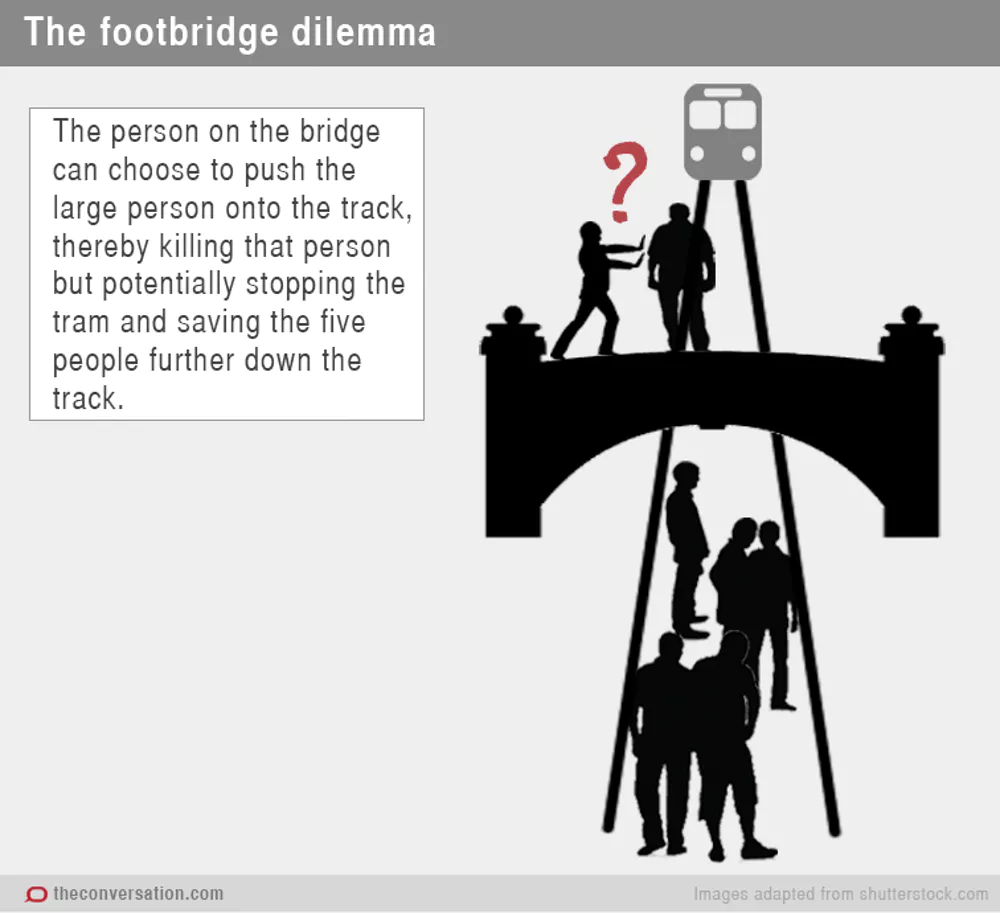 The footbridge dilemma
The person on the bridge
can choose to push the
large person onto the track,
thereby killing that person
but potentially stopping the
tram and saving the five
people further down the
track.
?
theconversation.com
Images adapted from shutterstock.com